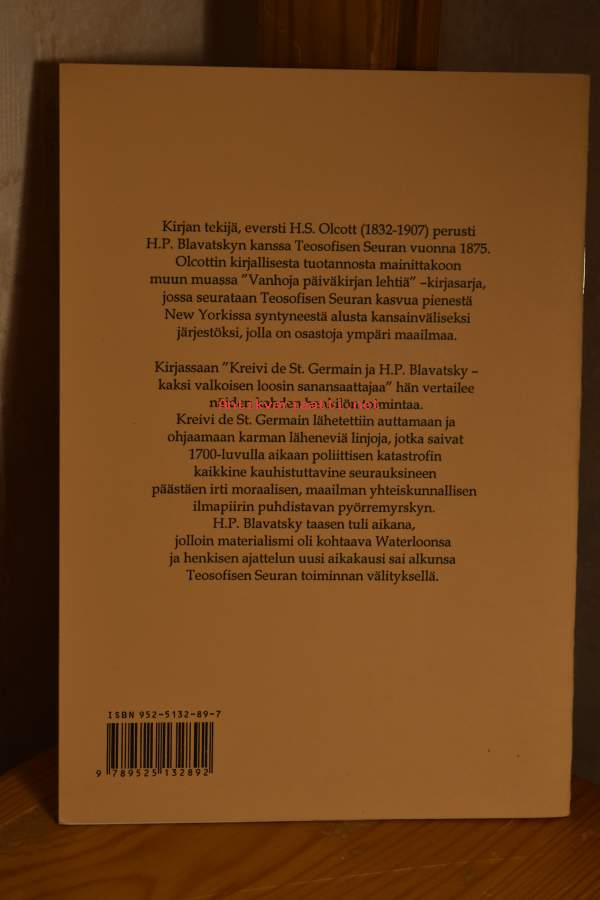 Kirjan tekijä, eversti H.S. Olcott (1832-1907) perusti
H.P. Blavatskyn kanssa Teosofisen Seuran vuonna 1875.
Olcottin kirjallisesta tuotannosta mainittakoon
muun muassa ”Vanhoja päiväkirjan lehtiä” –kirjasarja,
jossa seurataan Teosofisen Seuran kasvua pienestä
New Yorkissa syntyneestä alusta kansainväliseksi
järjestöksi, jolla on osastoja ympäri maailmaa.
Kirjassaan ”Kreivi de St. Germain ja H.P. Blavatsky –
kaksi valkoisen loosin sanansaattajaa” hän vertailee
näiden kahden henkilön toimintaa.
Kreivi de St. Germain lähetettiin auttamaan ja
ohjaamaan karman läheneviä linjoja, jotka saivat
1700-luvulla aikaan poliittisen katastrofin
kaikkine kauhistuttavine seurauksineen
päästäen irti moraalisen, maailman yhteiskunnallisen
ilmapiirin puhdistavan pyörremyrskyn.
H.P. Blavatsky taasen tuli aikana,
jolloin materialismi oli kohtaava Waterloonsa
ja henkisen ajattelun uusi aikakausi sai alkunsa
Teosofisen Seuran toiminnan välityksellä.
ISBN 952-5132-89-7
9 789525 132892